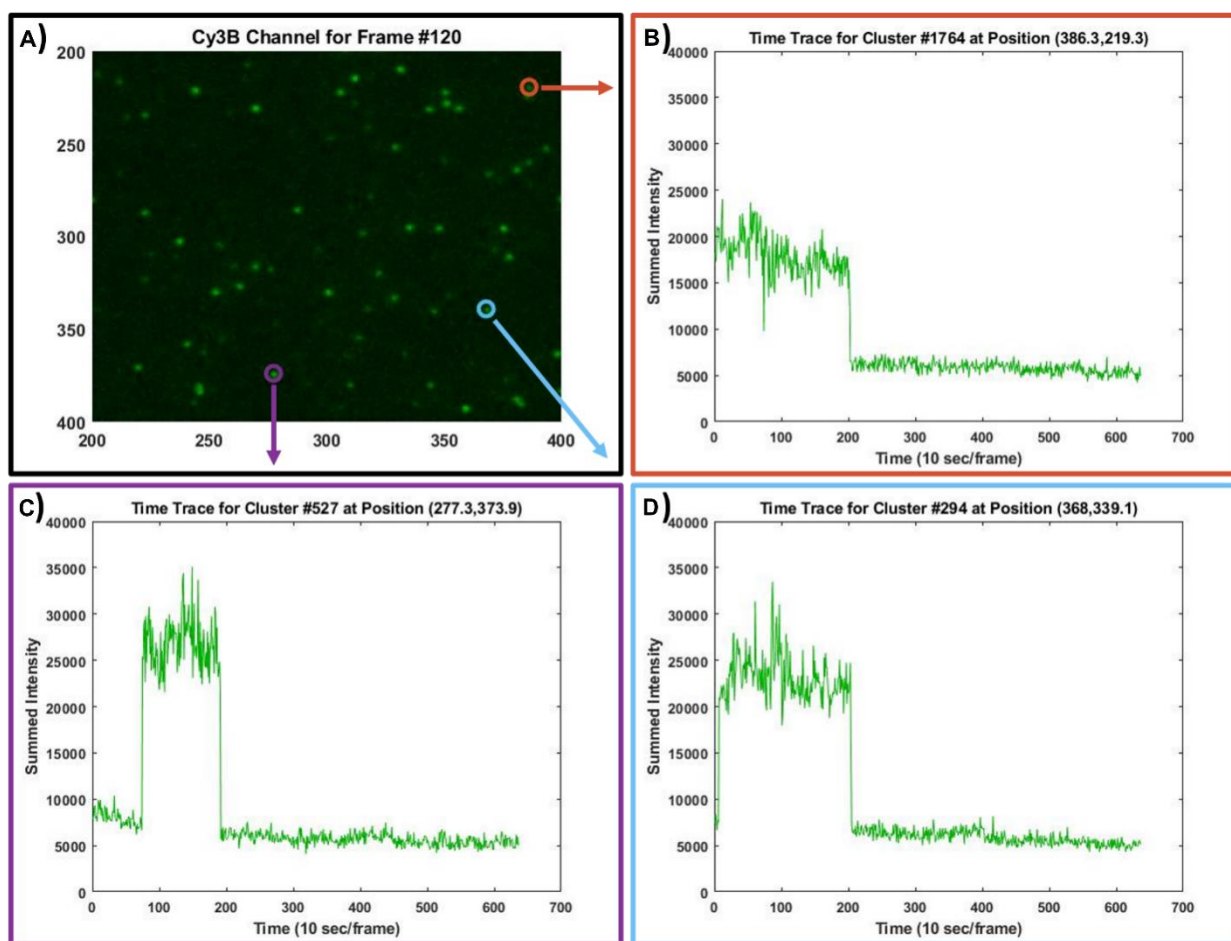 A)
Cy3B Channel for Frame #120
200
250
300
350
400
200 250 300 350 400
B)
Time Trace for Cluster #1764 at Position (386.3,219.3)
Summed Intensity
40000
35000
30000
25000
20000
15000
10000
5000
0
0 100 200 300 400 500 600 700
Time (10 sec/frame)
C)
Time Trace for Cluster #527 at Position (277.3,373.9)
Summed Intensity
40000
35000
30000
25000
20000
15000
10000
5000
0
0 100 200 300 400 500 600 700
Time (10 sec/frame)
D)
Time Trace for Cluster #294 at Position (368,339.1)
Summed Intensity
40000
35000
30000
25000
20000
15000
10000
5000
0
0 100 200 300 400 500 600 700
Time (10 sec/frame)